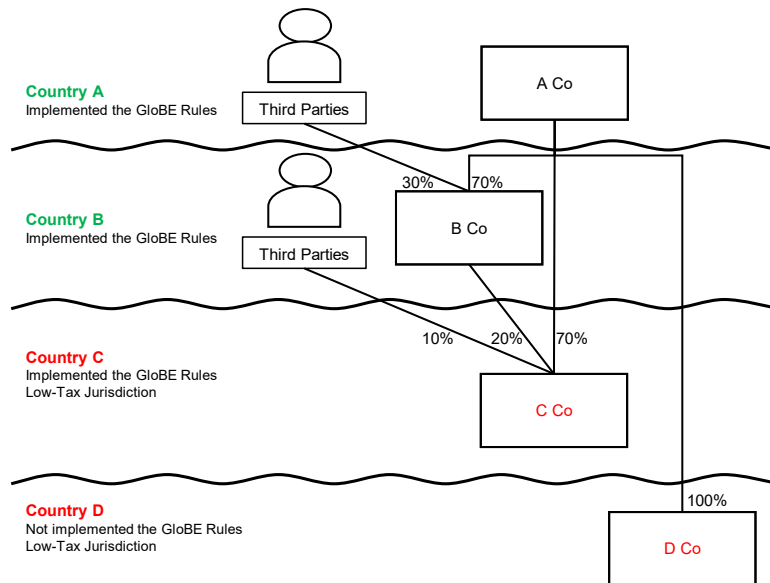 Country A
Implemented the GloBE Rules
Third Parties
A Co
30%
70%
Country B
Implemented the GloBE Rules
Third Parties
B Co
10%
20%
70%
Country C
Implemented the GloBE Rules
Low-Tax Jurisdiction
C Co
100%
Country D
Not implemented the GloBE Rules
Low-Tax Jurisdiction
D Co